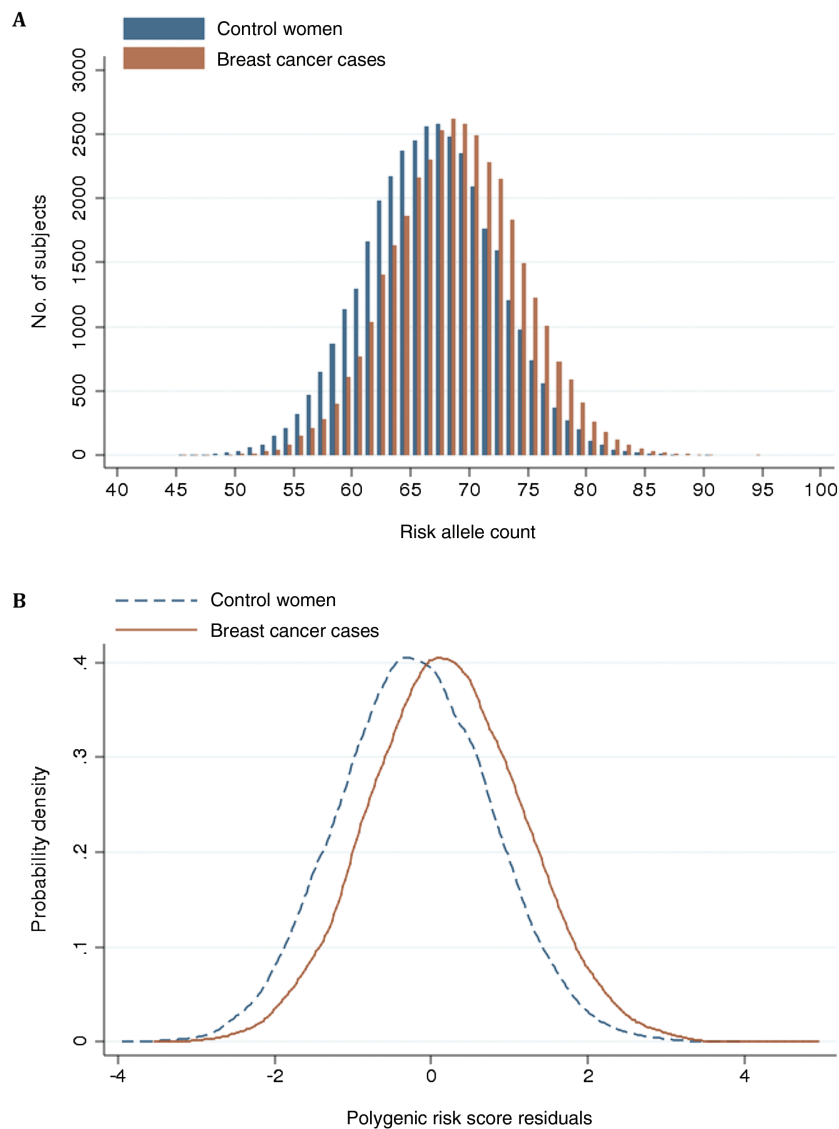 A
Control women
Breast cancer cases
3000
2500
2000
1500
1000
500
0
No. of subjects
40 45 50 55 60 65 70 75 80 85 90 95 100
Risk allele count
B
Control women
Breast cancer cases
.4
.3
.2
.1
0
Probability density
-4 -2 0 2 4
Polygenic risk score residuals